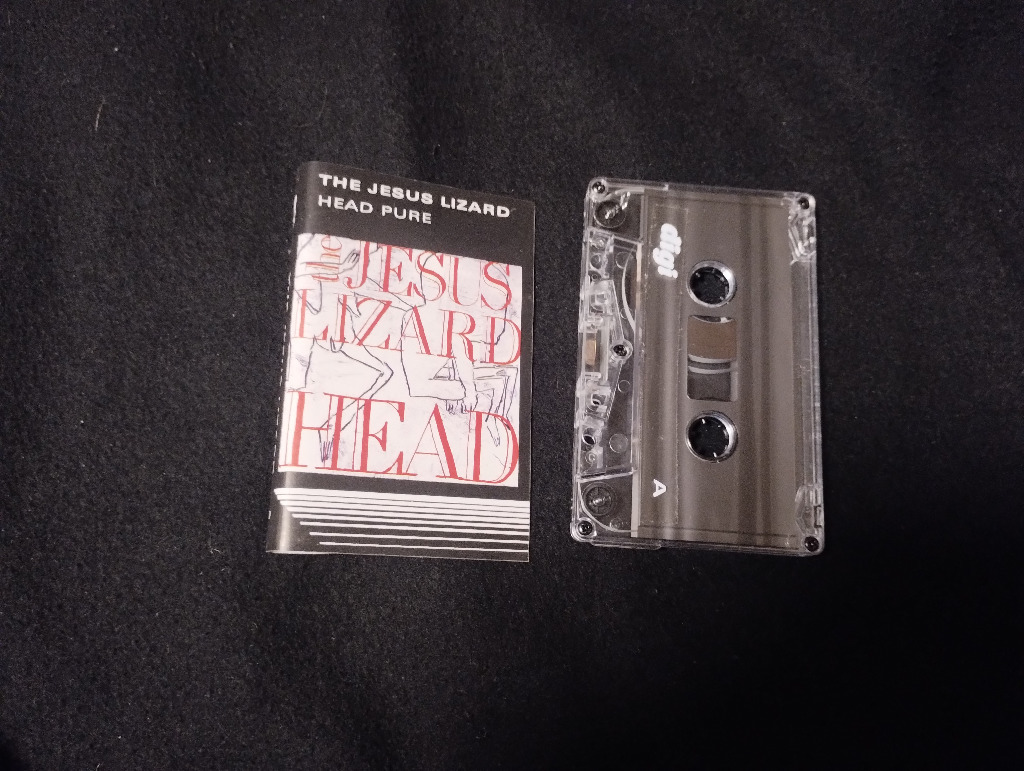 THE JESUS LIZARD
HEAD PURE
the JESUS
LIZARD
HEAD
digi
A